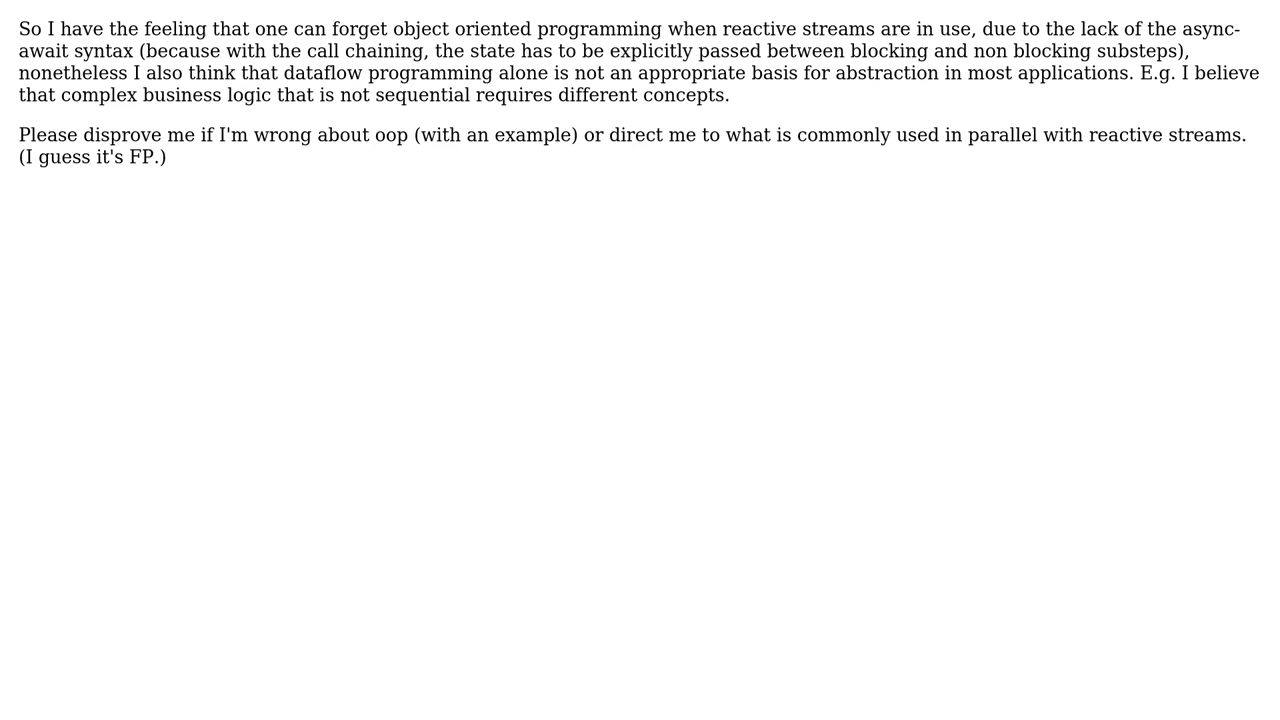 So I have the feeling that one can forget object oriented programming when reactive streams are in use, due to the lack of the async-
await syntax (because with the call chaining, the state has to be explicitly passed between blocking and non blocking substeps),
nonetheless I also think that dataflow programming alone is not an appropriate basis for abstraction in most applications. E.g. I believe
that complex business logic that is not sequential requires different concepts.
Please disprove me if I'm wrong about oop (with an example) or direct me to what is commonly used in parallel with reactive streams.
(I guess it's FP.)